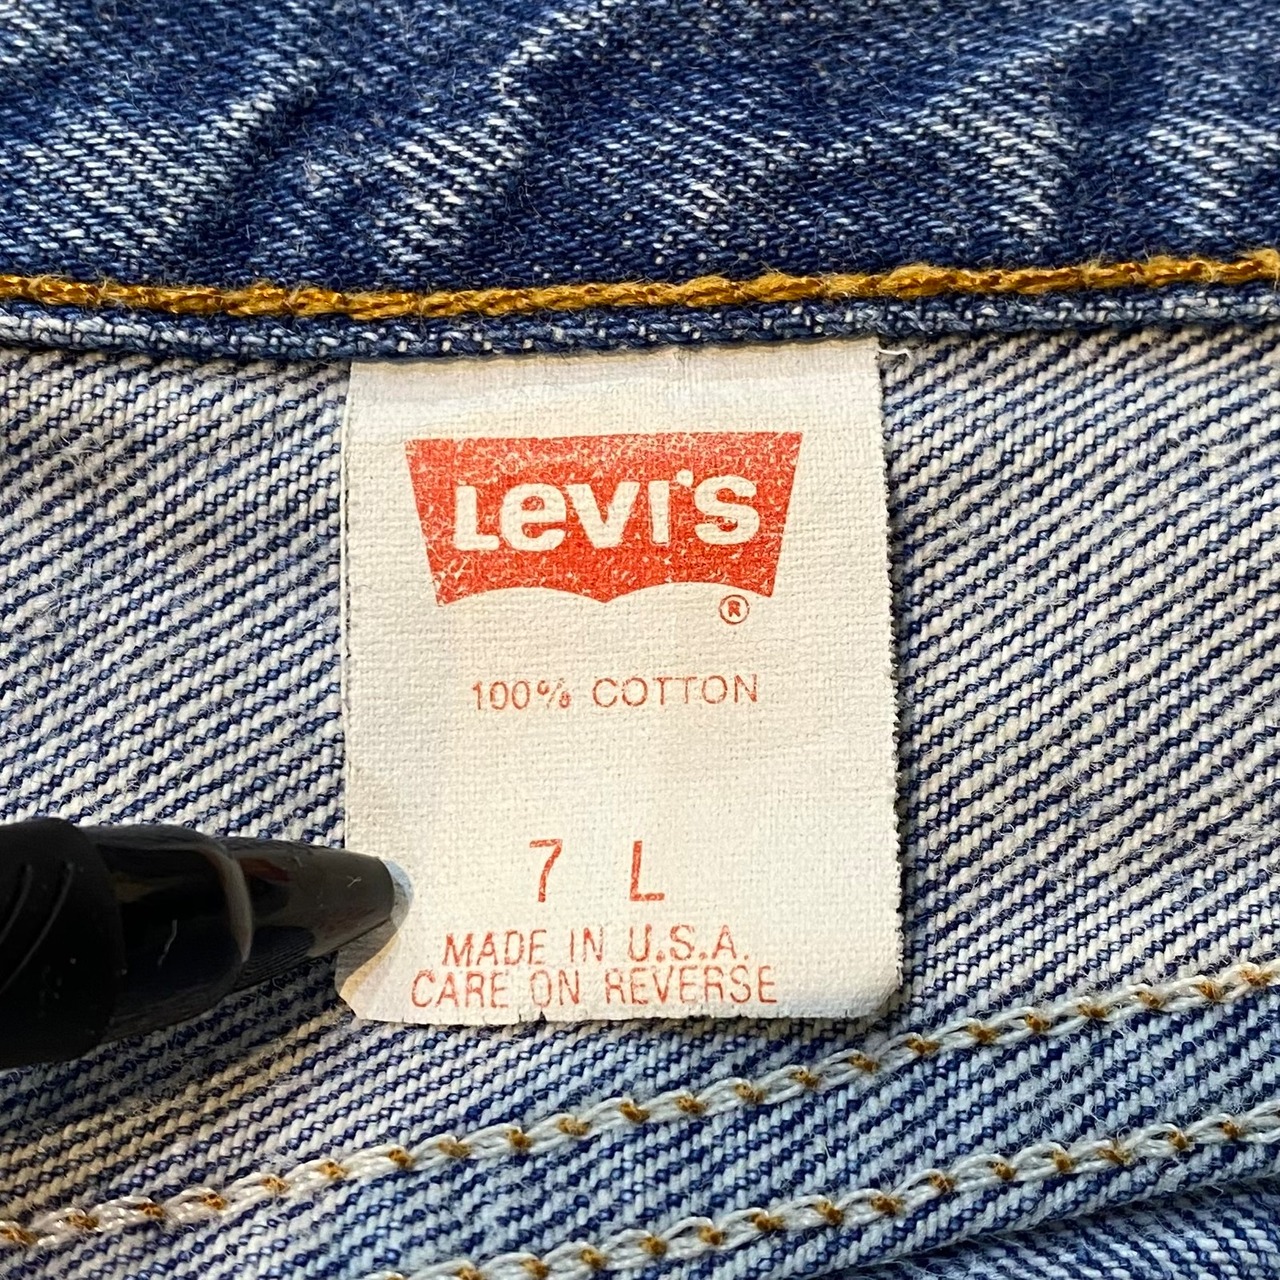 Levi's
®
100% COTTON
7 L
MADE IN U.S.A.
CARE ON REVERSE